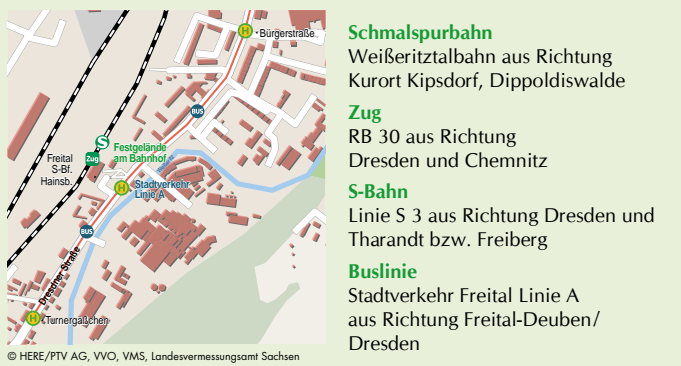 H
Bürgerstraße
BUS
S
Zug
Festgelände
am Bahnhof
Freital
S-Bf.
Hainsb.
H
Stadtverkehr
Linie A
BUS
Dresdner Straße
H
Turnergäßchen
© HERE/PTV AG, VVO, VMS, Landesvermessungsamt Sachsen
Schmalspurbahn
Weißeritztalbahn aus Richtung
Kurort Kipsdorf, Dippoldiswalde
Zug
RB 30 aus Richtung
Dresden und Chemnitz
S-Bahn
Linie S 3 aus Richtung Dresden und
Tharandt bzw. Freiberg
Buslinie
Stadtverkehr Freital Linie A
aus Richtung Freital-Deuben/
Dresden